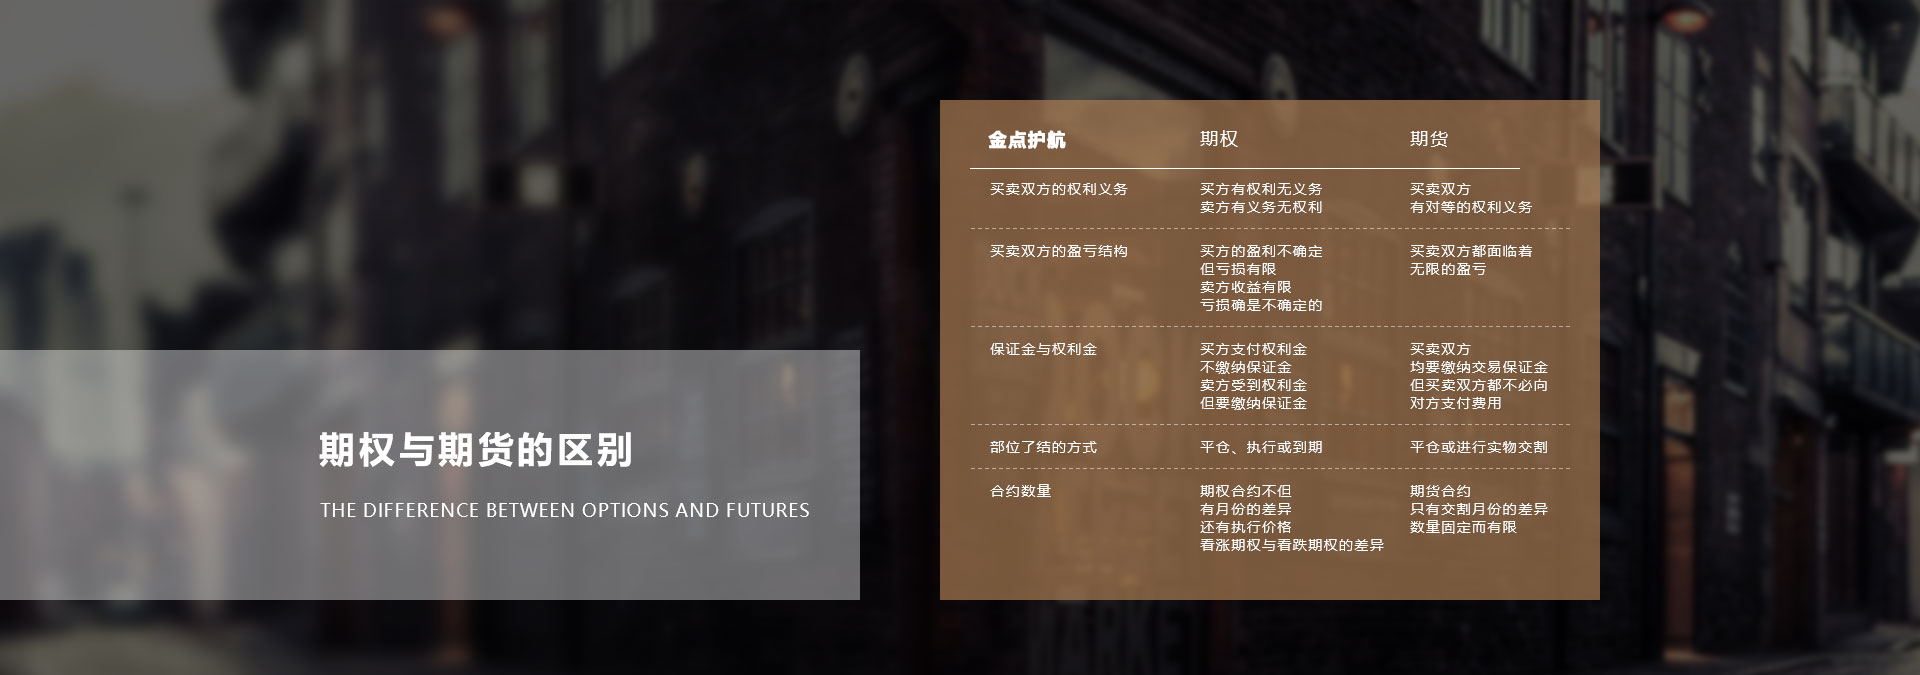 期权与期货的区别
THE DIFFERENCE BETWEEN OPTIONS AND FUTURES
金点护航 期权 期货
买卖双方的权利义务
买方有权利无义务
卖方有义务无权利
买卖双方
有对等的权利义务
买卖双方的盈亏结构
买方的盈利不确定
但亏损有限
卖方收益有限
亏损确是不确定的
买卖双方都面临着
无限的盈亏
保证金与权利金
买方支付权利金
不缴纳保证金
卖方受到权利金
但要缴纳保证金
买卖双方
均要缴纳交易保证金
但买卖双方都不必向
对方支付费用
部位了结的方式
平仓、执行或到期
平仓或进行实物交割
合约数量
期权合约不但
有月份的差异
还有执行价格
看涨期权与看跌期权的差异
期货合约
只有交割月份的差异
数量固定而有限